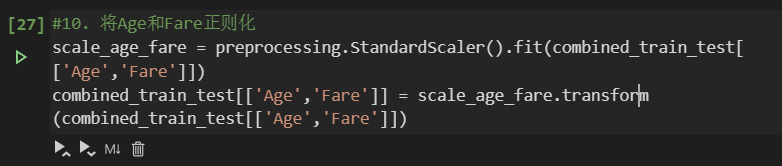 [27]
#10. 将Age和Fare正则化
scale_age_fare = preprocessing.StandardScaler().fit(combined_train_test[
['Age','Fare']])
combined_train_test[['Age','Fare']] = scale_age_fare.transform
(combined_train_test[['Age','Fare']])
M↓